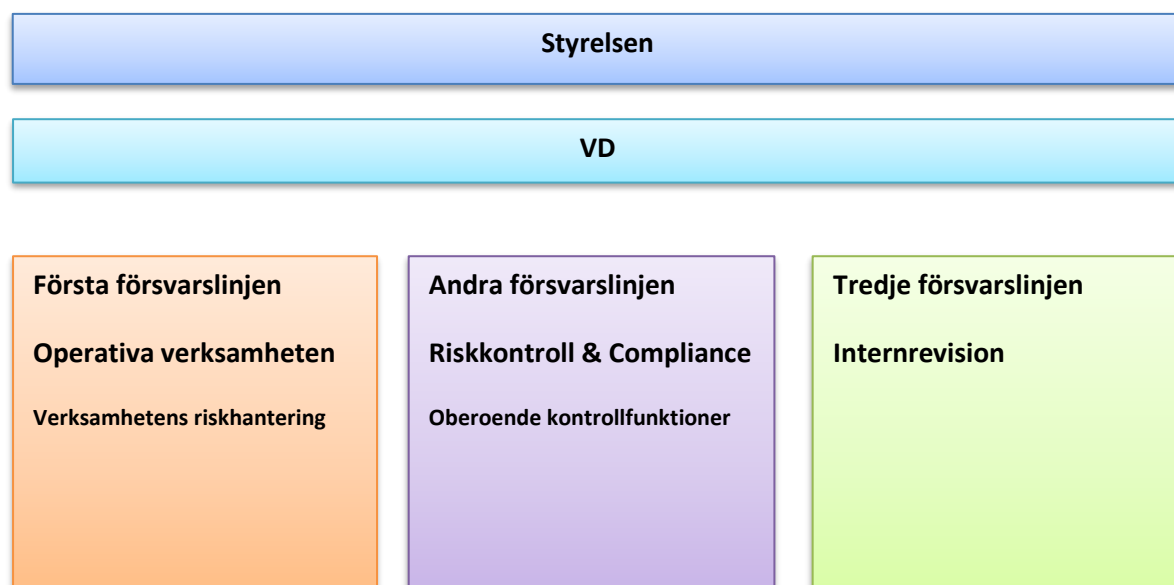 Styrelsen
VD
Första försvarslinjen
Operativa verksamheten
Verksamhetens riskhantering
Andra försvarslinjen
Riskkontroll & Compliance
Oberoende kontrollfunktioner
Tredje försvarslinjen
Internrevision